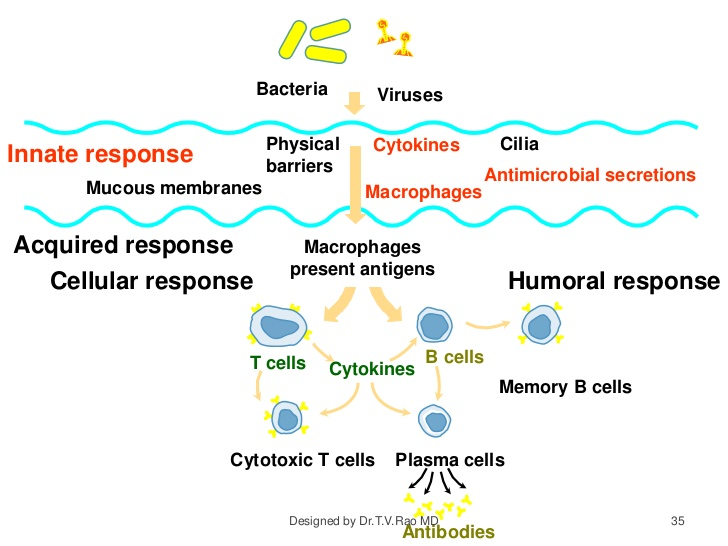 Bacteria
Viruses
Innate response
Physical
barriers
Cytokines
Cilia
Mucous membranes
Macrophages
Antimicrobial secretions
Acquired response
Macrophages
present antigens
Cellular response
Humoral response
T cells
Cytokines
B cells
Memory B cells
Cytotoxic T cells
Plasma cells
Designed by Dr.T.V.Rao MD
35
Antibodies